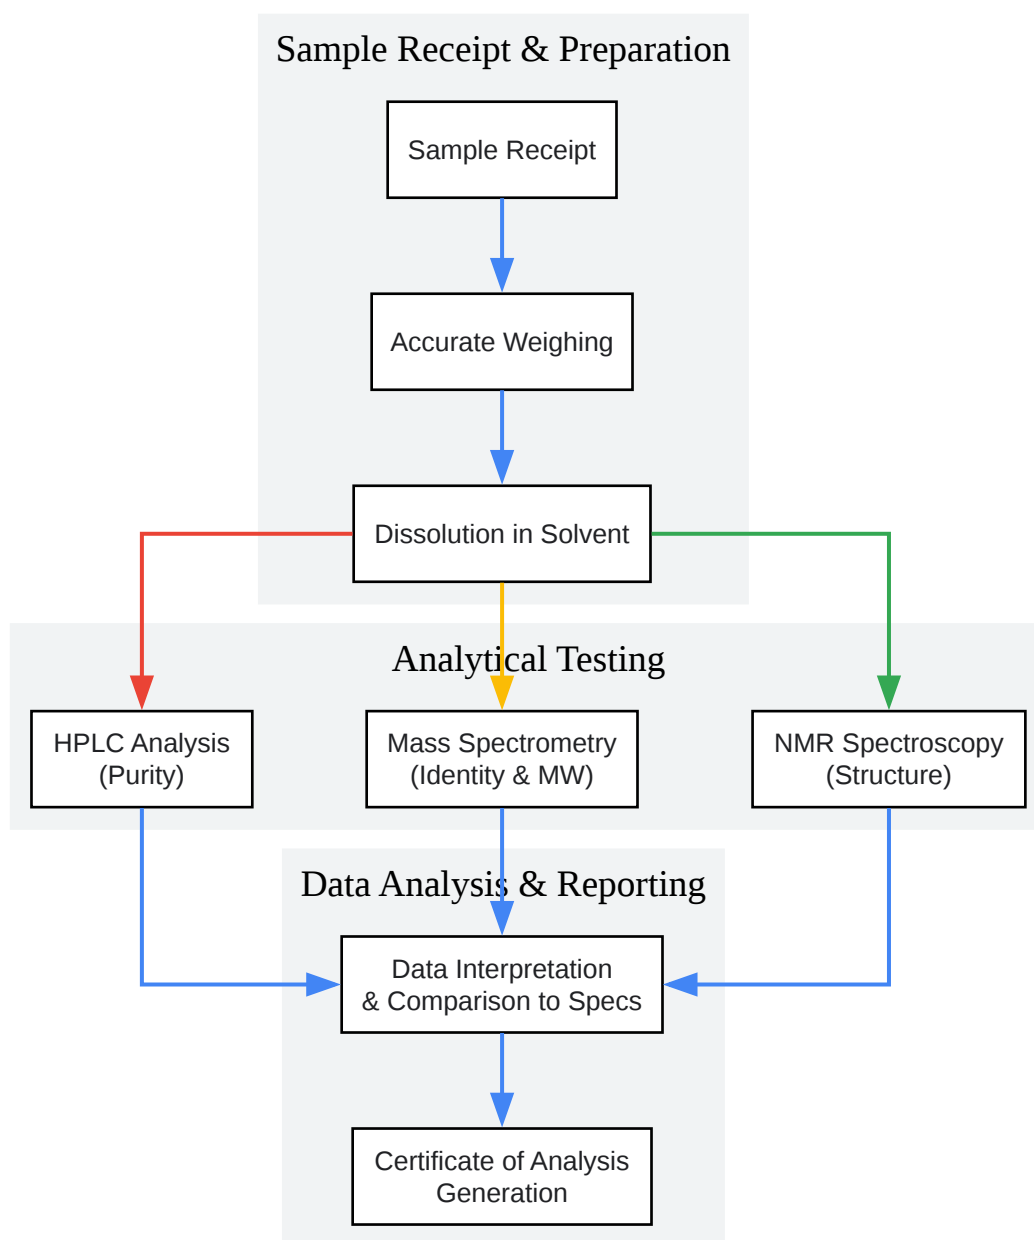 Sample Receipt & Preparation
Sample Receipt
Accurate Weighing
Dissolution in Solvent
Analytical Testing
HPLC Analysis
(Purity)
Mass Spectrometry
(Identity & MW)
NMR Spectroscopy
(Structure)
Data Analysis & Reporting
Data Interpretation
& Comparison to Specs
Certificate of Analysis
Generation